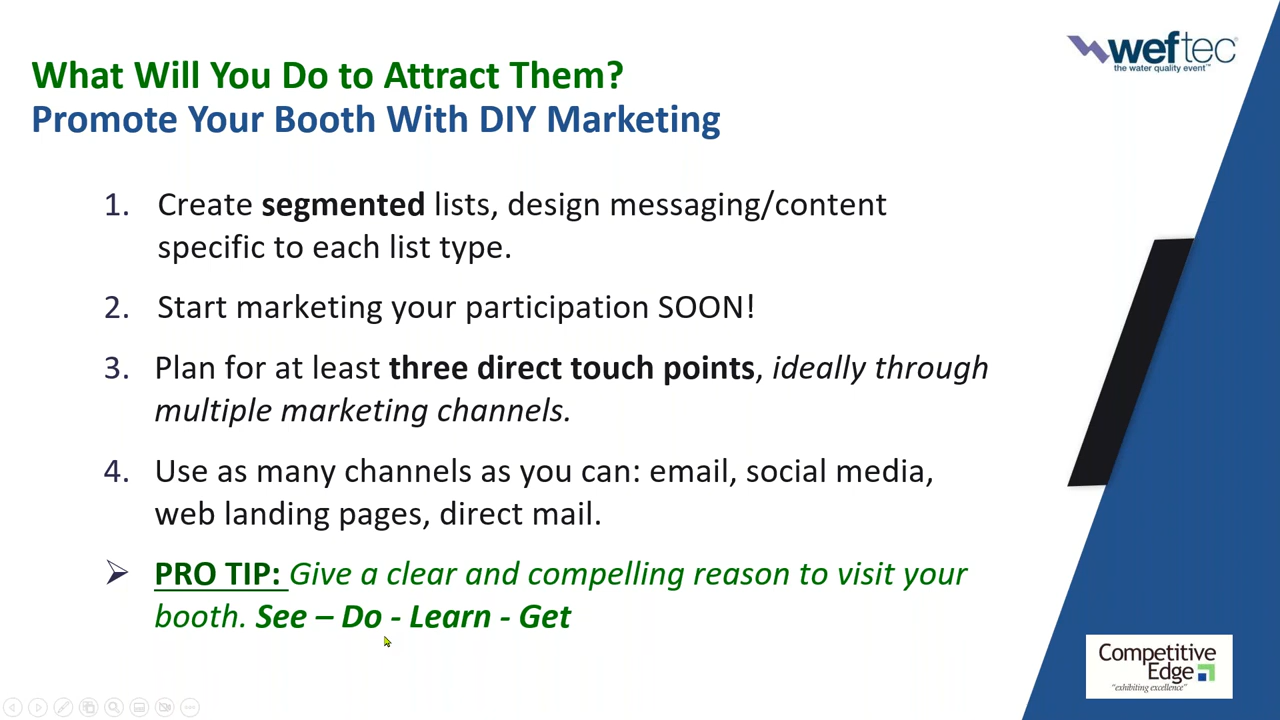 weftec®
the water quality event™
What Will You Do to Attract Them?
Promote Your Booth With DIY Marketing
1. Create segmented lists, design messaging/content
specific to each list type.
2. Start marketing your participation SOON!
3. Plan for at least three direct touch points, ideally through
multiple marketing channels.
4. Use as many channels as you can: email, social media,
web landing pages, direct mail.
➢ PRO TIP: Give a clear and compelling reason to visit your
booth. See – Do - Learn - Get
Competitive
Edge
"exhibiting excellence"